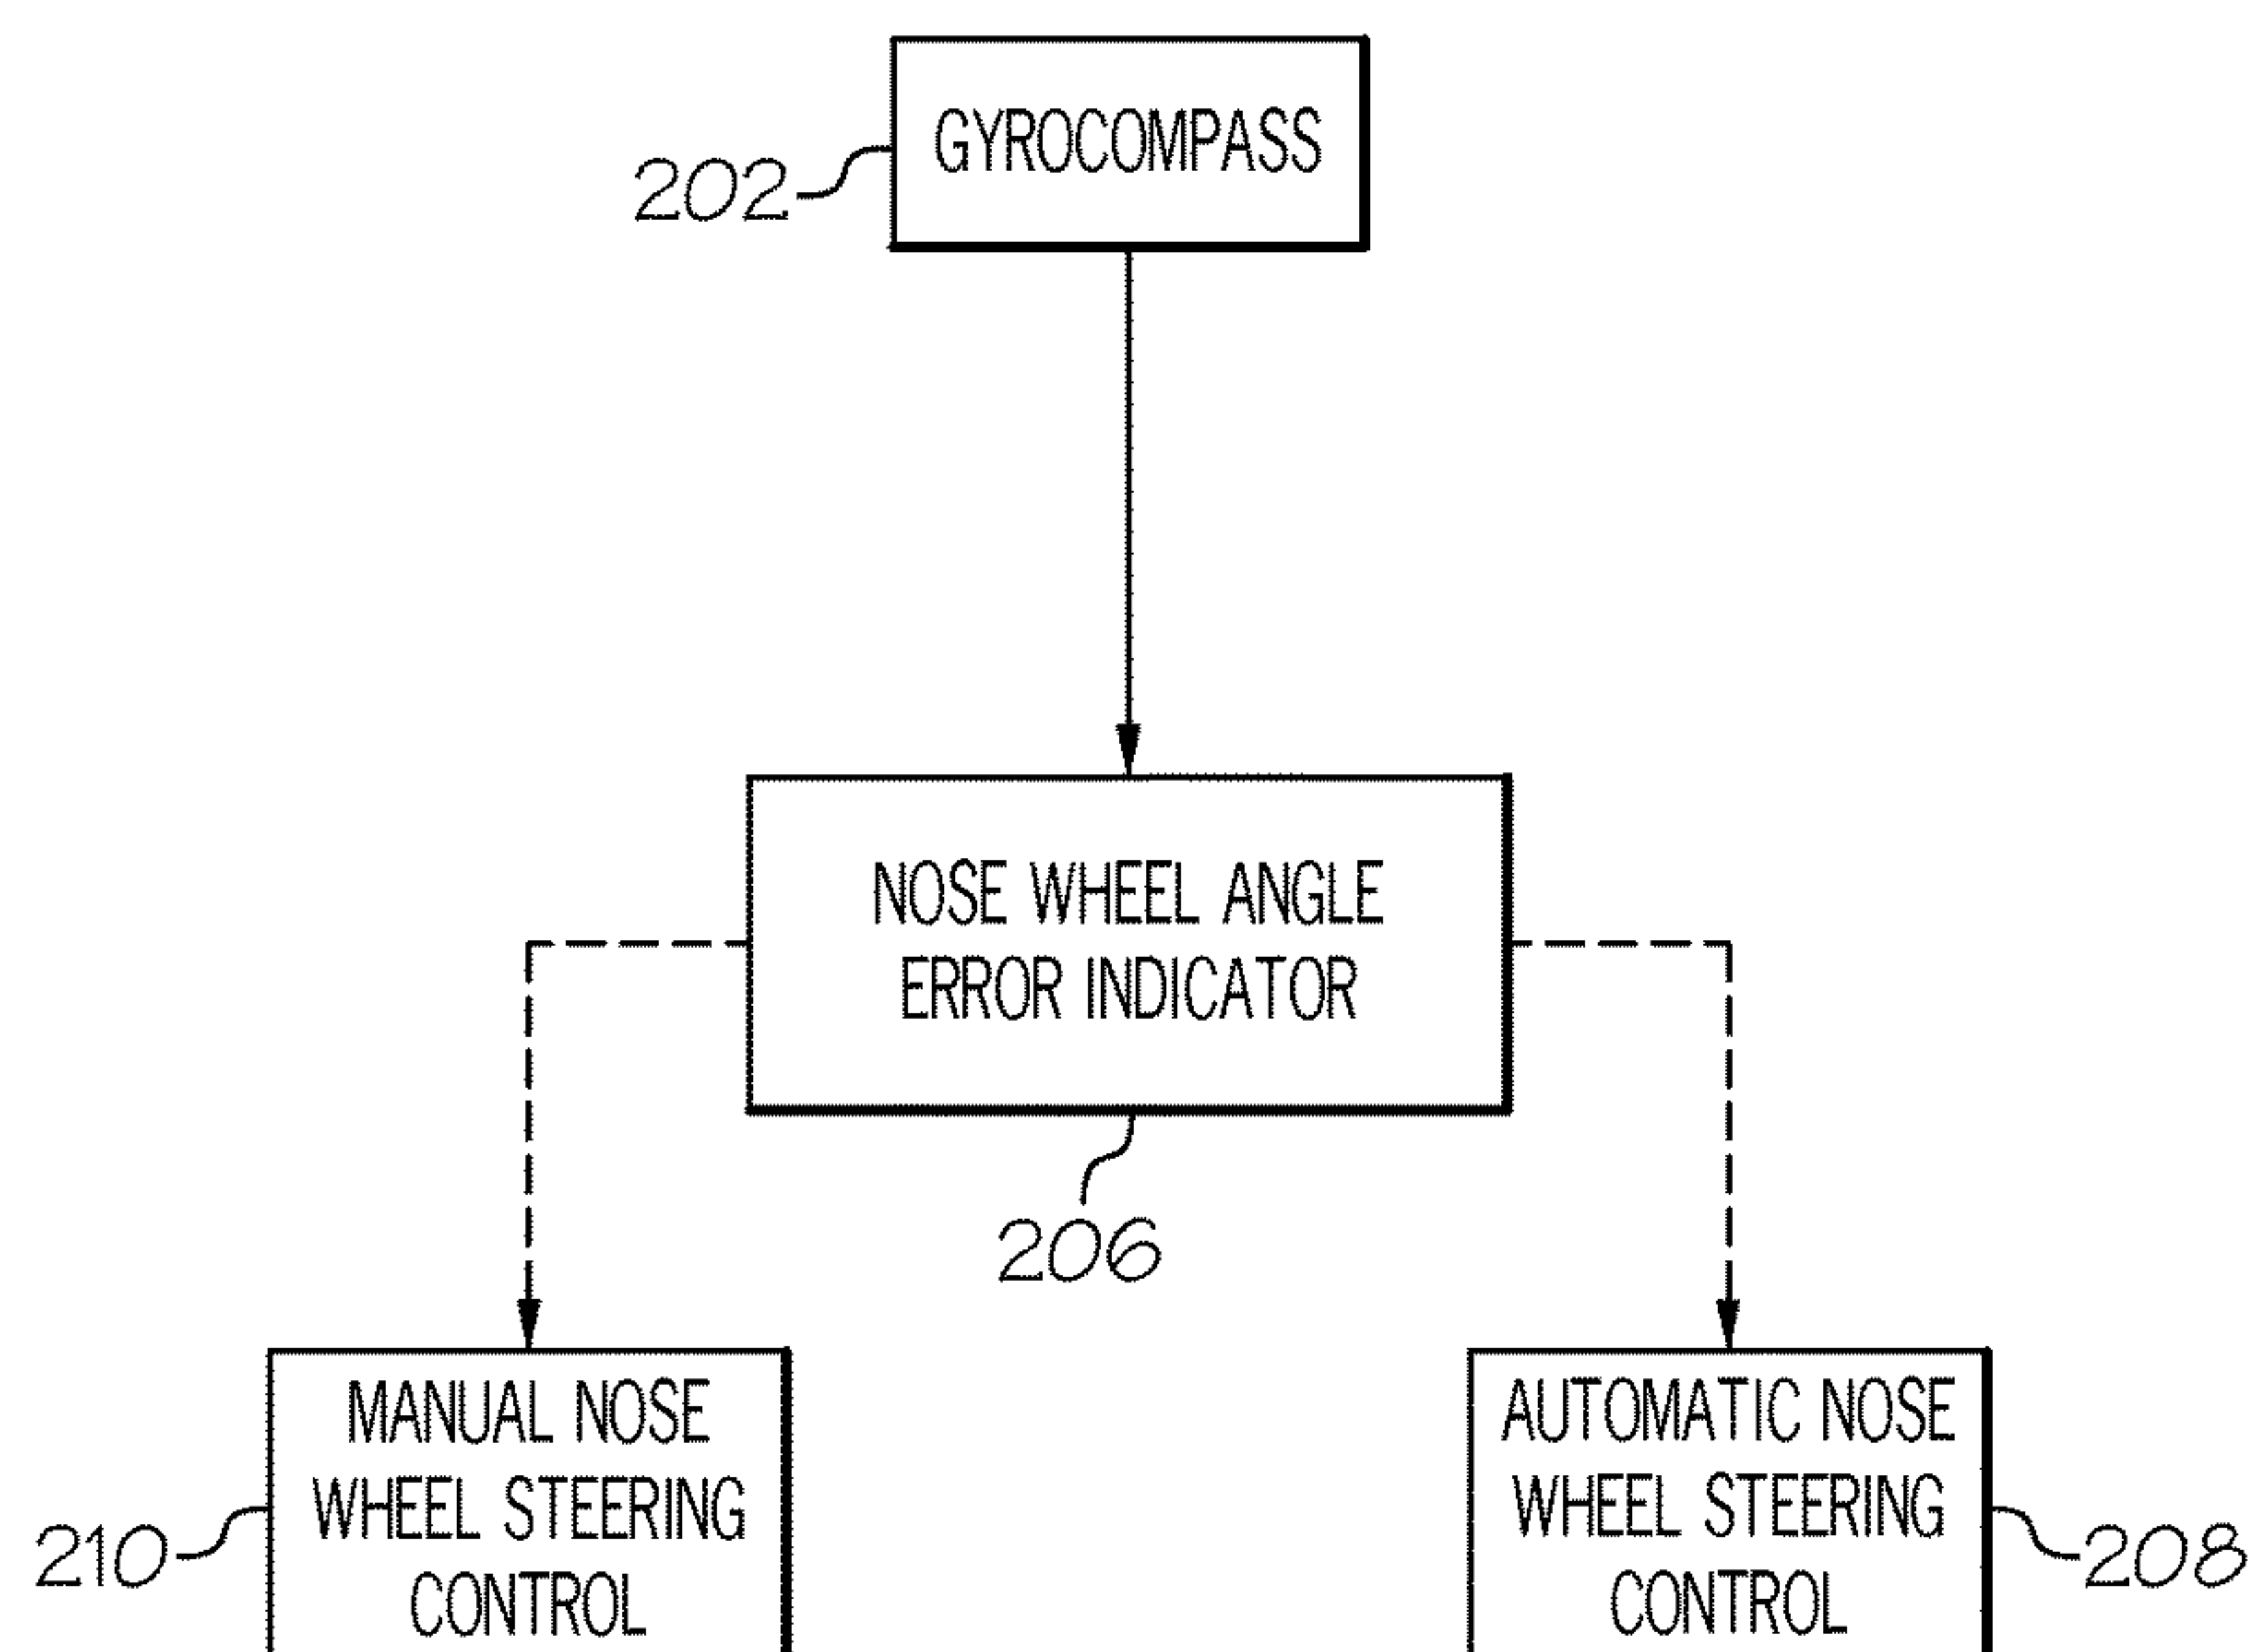 GYROCOMPASS
202
NOSE WHEEL ANGLE
ERROR INDICATOR
206
MANUAL NOSE
WHEEL STEERING
CONTROL
210
AUTOMATIC NOSE
WHEEL STEERING
CONTROL
208